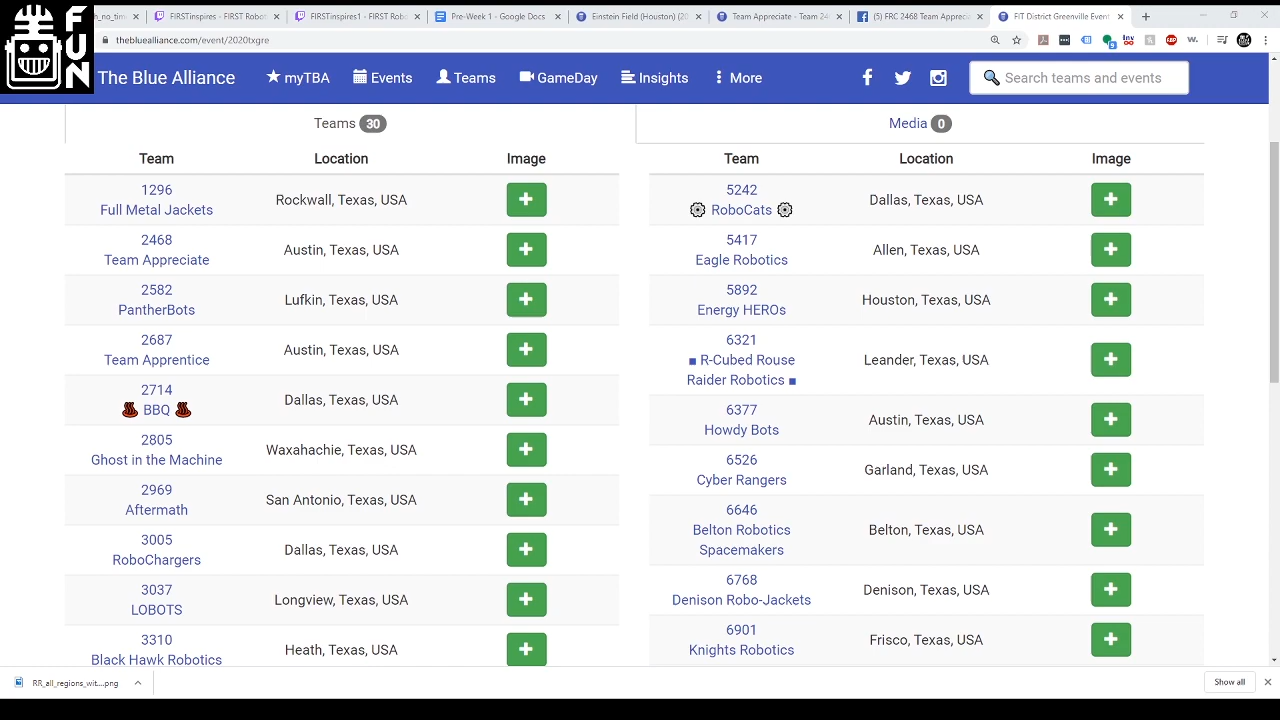 h_no_tim
FIRSTinspires - FIRST Robot
FIRSTinspires1 - FIRST Rob
Pre-Week 1 - Google Docs
Einstein Field (Houston) (20
Team Appreciate - Team 24
(5) FRC 2468 Team Apprec
FIT District Greenville Event
FUN
thebluealliance.com/event/2020txgre
The Blue Alliance
myTBA
Events
Teams
GameDay
Insights
More
Search teams and events
Teams 30
Media 0
Team Location Image
Team Location Image
1296
Full Metal Jackets
Rockwall, Texas, USA
5242
RoboCats
Dallas, Texas, USA
2468
Team Appreciate
Austin, Texas, USA
5417
Eagle Robotics
Allen, Texas, USA
2582
PantherBots
Lufkin, Texas, USA
5892
Energy HEROs
Houston, Texas, USA
2687
Team Apprentice
Austin, Texas, USA
6321
R-Cubed Rouse
Raider Robotics
Leander, Texas, USA
2714
BBQ
Dallas, Texas, USA
6377
Howdy Bots
Austin, Texas, USA
2805
Ghost in the Machine
Waxahachie, Texas, USA
6526
Cyber Rangers
Garland, Texas, USA
2969
Aftermath
San Antonio, Texas, USA
6646
Belton Robotics
Spacemakers
Belton, Texas, USA
3005
RoboChargers
Dallas, Texas, USA
6768
Denison Robo-Jackets
Denison, Texas, USA
3037
LOBOTS
Longview, Texas, USA
6901
Knights Robotics
Frisco, Texas, USA
3310
Black Hawk Robotics
Heath, Texas, USA
RR_all_regions_wit....png
Show all